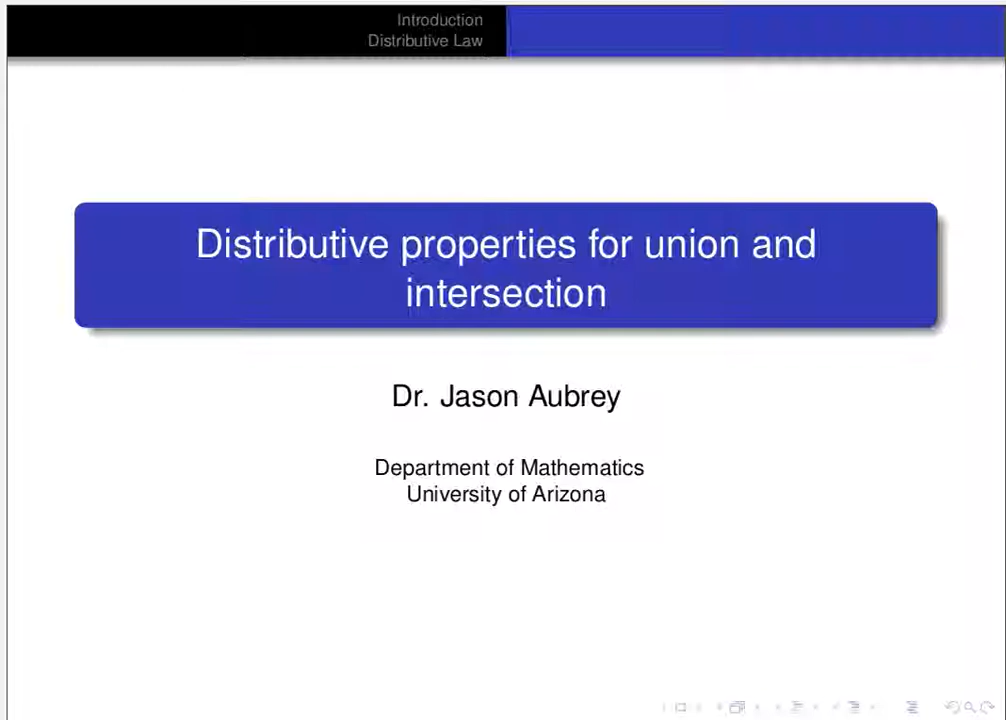 Introduction
Distributive Law
Distributive properties for union and
intersection
Dr. Jason Aubrey
Department of Mathematics
University of Arizona